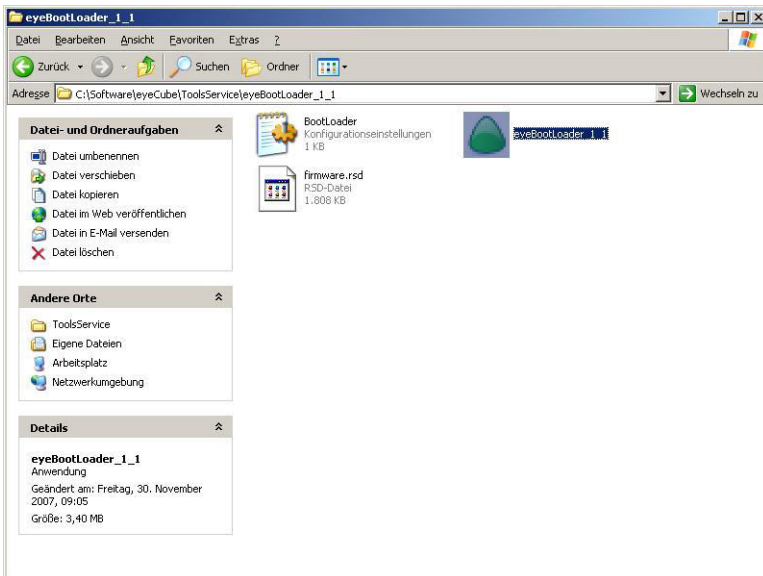 eyeBootLoader_1_1
Datei Bearbeiten Ansicht Favoriten Extras ?
Zurück Suchen Ordner
Adresse C:\Software\eyeCube\ToolsService\eyeBootLoader_1_1 Wechseln zu
Datei- und Ordneraufgaben
Datei umbenennen
Datei verschieben
Datei kopieren
Datei im Web veröffentlichen
Datei in E-Mail versenden
Datei löschen
Andere Orte
ToolsService
Eigene Dateien
Arbeitsplatz
Netzwerkumgebung
Details
eyeBootLoader_1_1
Anwendung
Geändert am: Freitag, 30. November
2007, 09:05
Größe: 3,40 MB
BootLoader
Konfigurationseinstellungen
1 KB
eyeBootLoader_1_1
firmware.rsd
RSD-Datei
1.808 KB